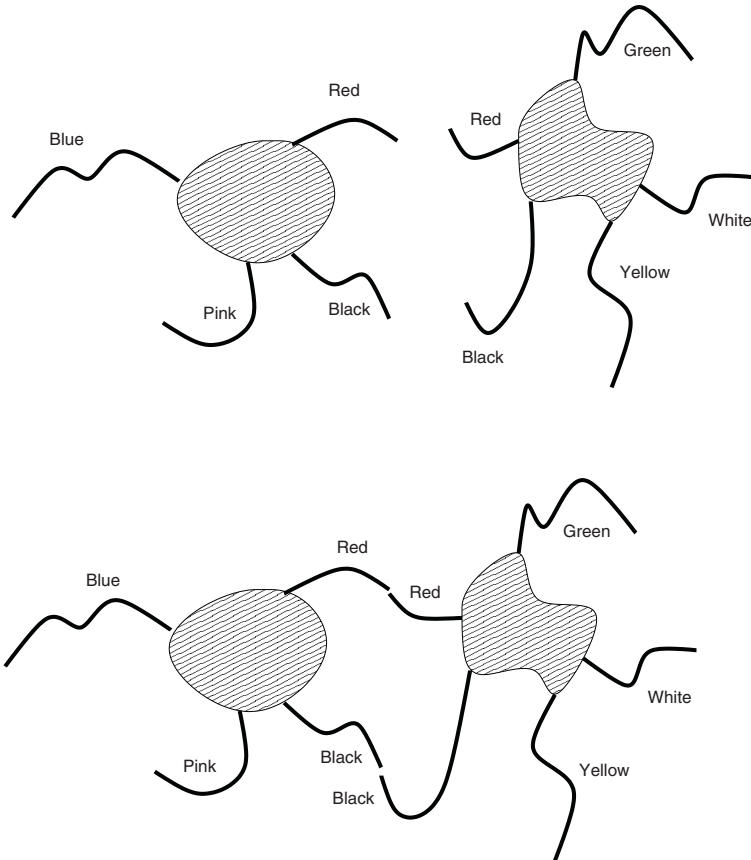 Green
Red
Red
Blue
White
Yellow
Pink
Black
Black
Green
Red
Blue
Red
White
Black
Pink
Yellow
Black